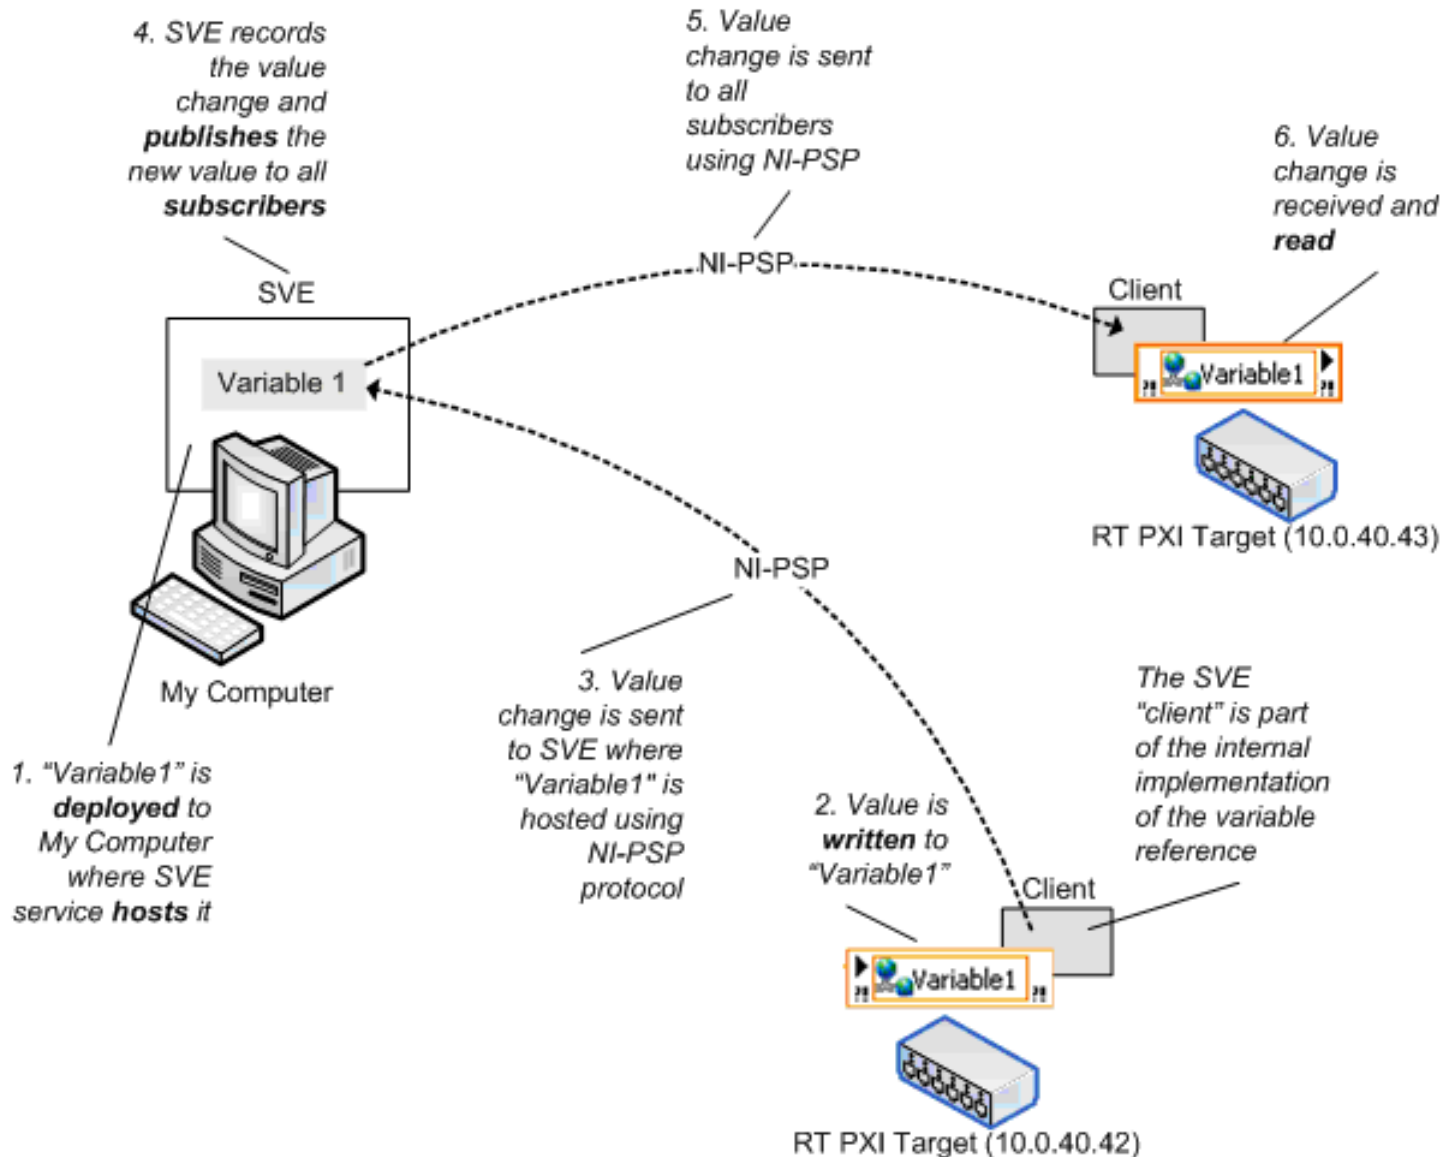 4. SVE records
the value
change and
publishes the
new value to all
subscribers
SVE
Variable 1
My Computer
1. “Variable1” is
deployed to
My Computer
where SVE
service hosts it
5. Value
change is sent
to all
subscribers
using NI-PSP
NI-PSP
6. Value
change is
received and
read
Client
Variable1
?!
?!
RT PXI Target (10.0.40.43)
NI-PSP
3. Value
change is sent
to SVE where
"Variable1" is
hosted using
NI-PSP
protocol
2. Value is
written to
“Variable1”
The SVE
“client” is part
of the internal
implementation
of the variable
reference
Client
Variable1
?!
?!
RT PXI Target (10.0.40.42)